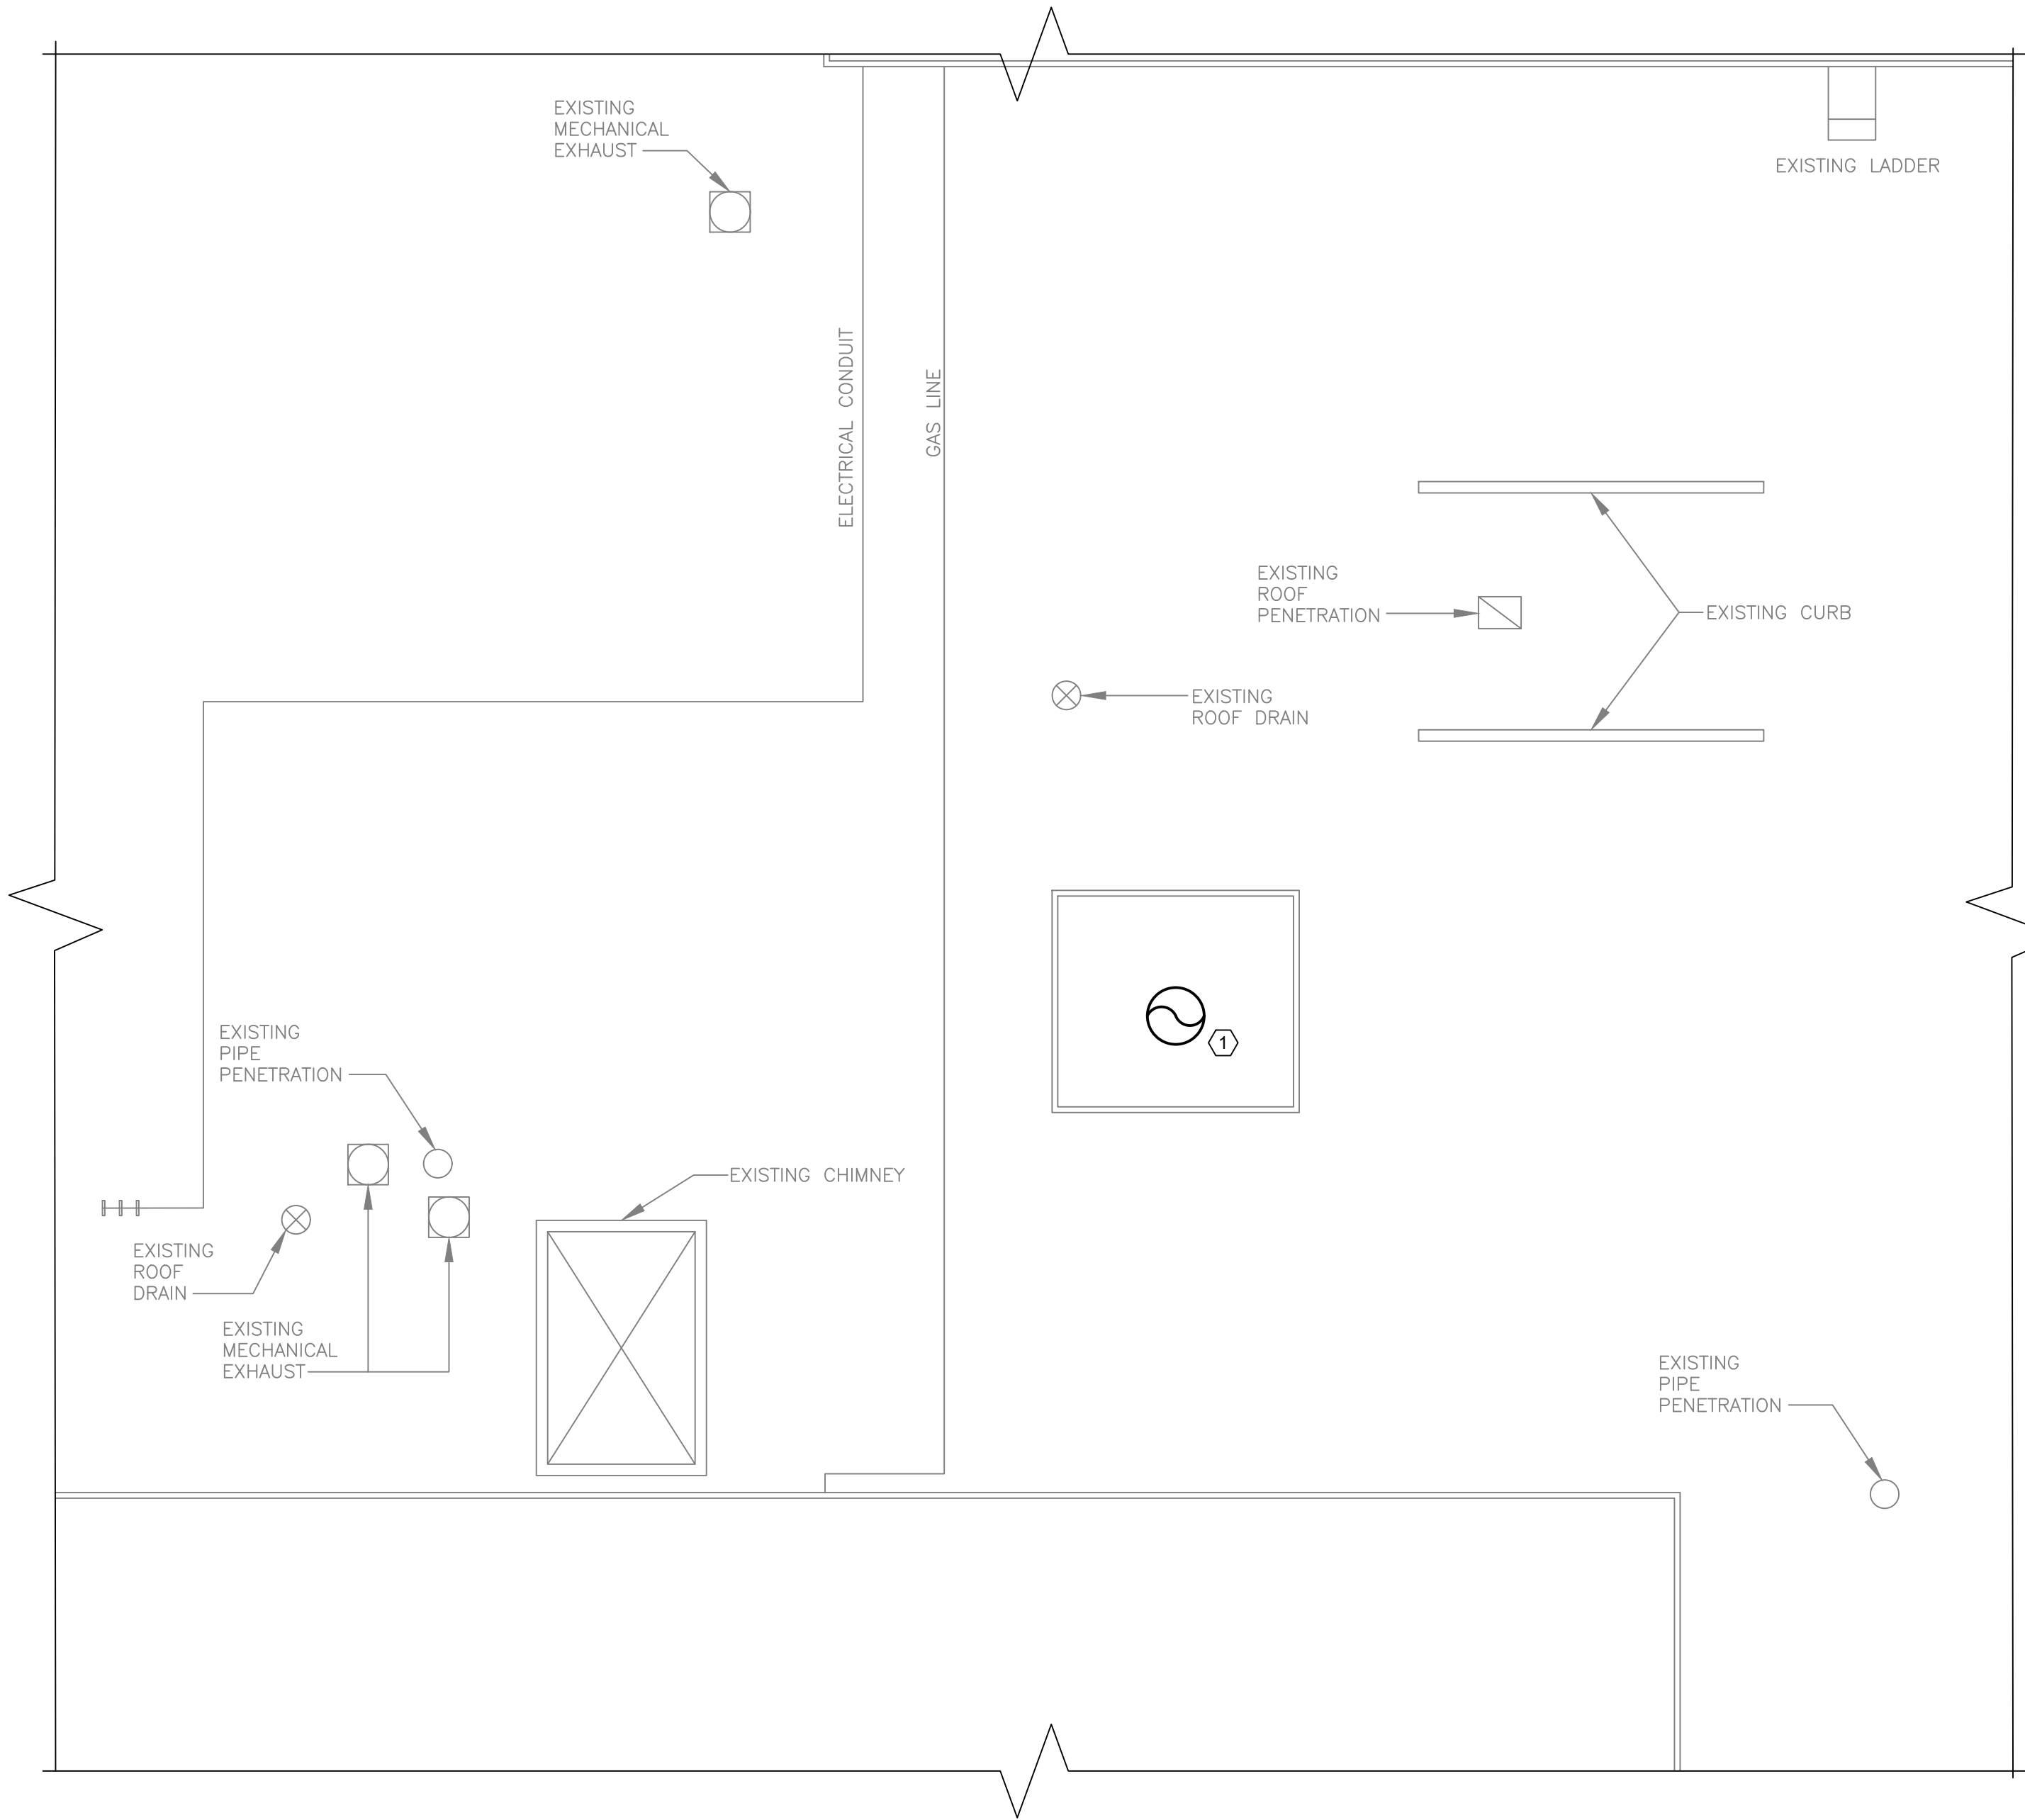 EXISTING
MECHANICAL
EXHAUST
EXISTING LADDER
ELECTRICAL CONDUIT
GAS LINE
EXISTING
ROOF
PENETRATION
EXISTING CURB
EXISTING
ROOF DRAIN
1
EXISTING
PIPE
PENETRATION
EXISTING CHIMNEY
EXISTING
ROOF
DRAIN
EXISTING
MECHANICAL
EXHAUST
EXISTING
PIPE
PENETRATION